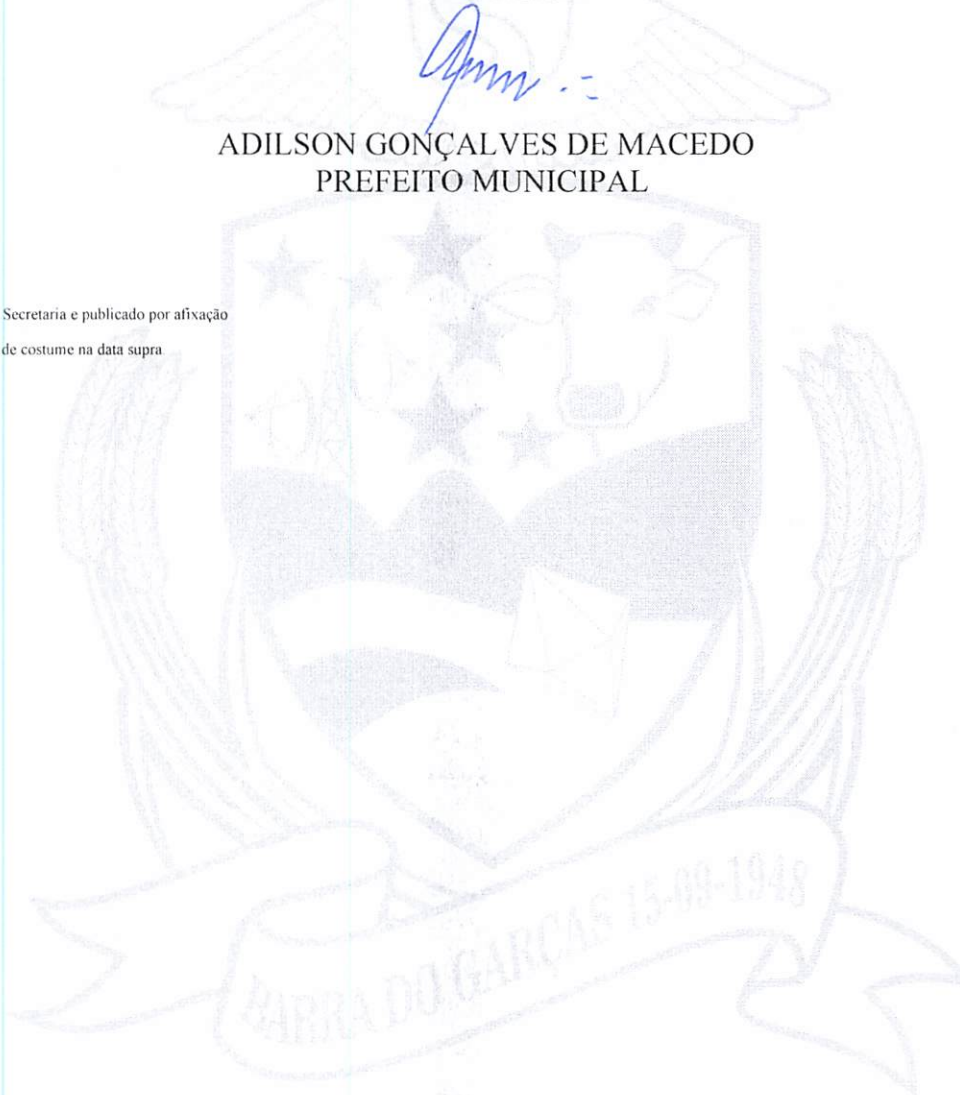 ADILSON GONÇALVES DE MACEDO
PREFEITO MUNICIPAL
Secretaria e publicado por afixação
de costume na data supra
BARRA DO GARÇAS 15-09-1948